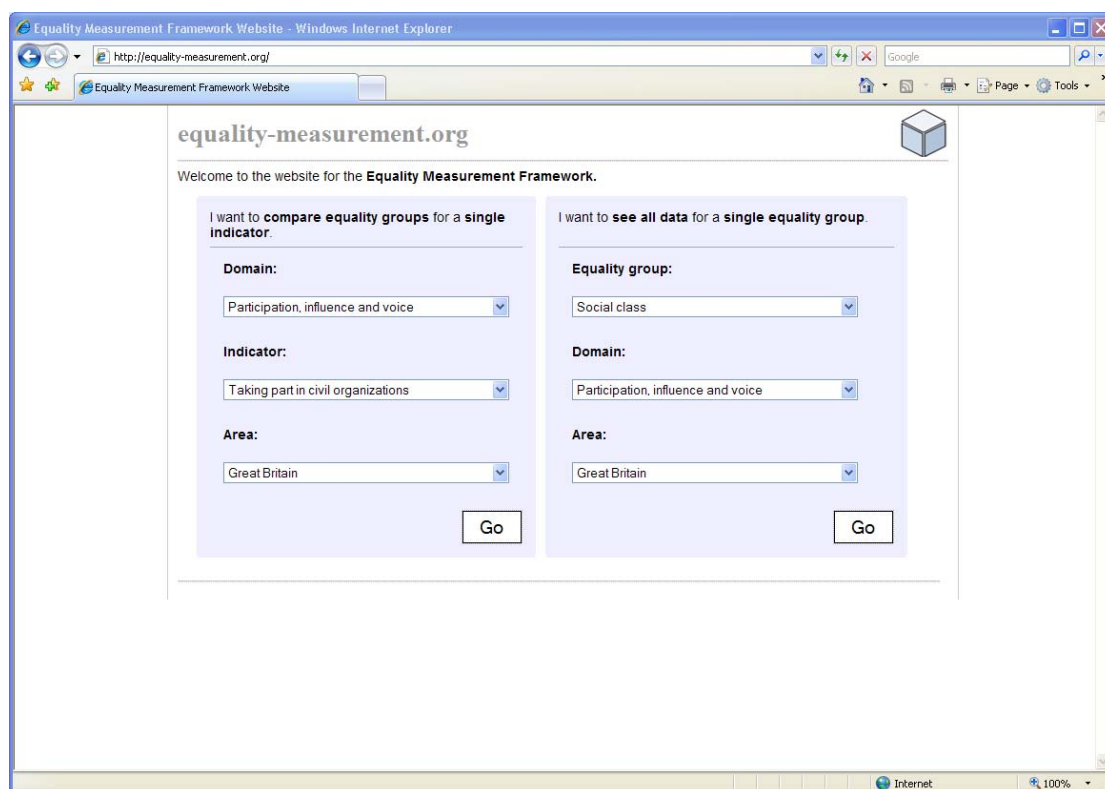 Equality Measurement Framework Website - Windows Internet Explorer
http://equality-measurement.org/
Google
Equality Measurement Framework Website
Page
Tools
equality-measurement.org
Welcome to the website for the Equality Measurement Framework.
I want to compare equality groups for a single
indicator.
Domain:
Participation, influence and voice
Indicator:
Taking part in civil organizations
Area:
Great Britain
Go
I want to see all data for a single equality group.
Equality group:
Social class
Domain:
Participation, influence and voice
Area:
Great Britain
Go
Internet
100%